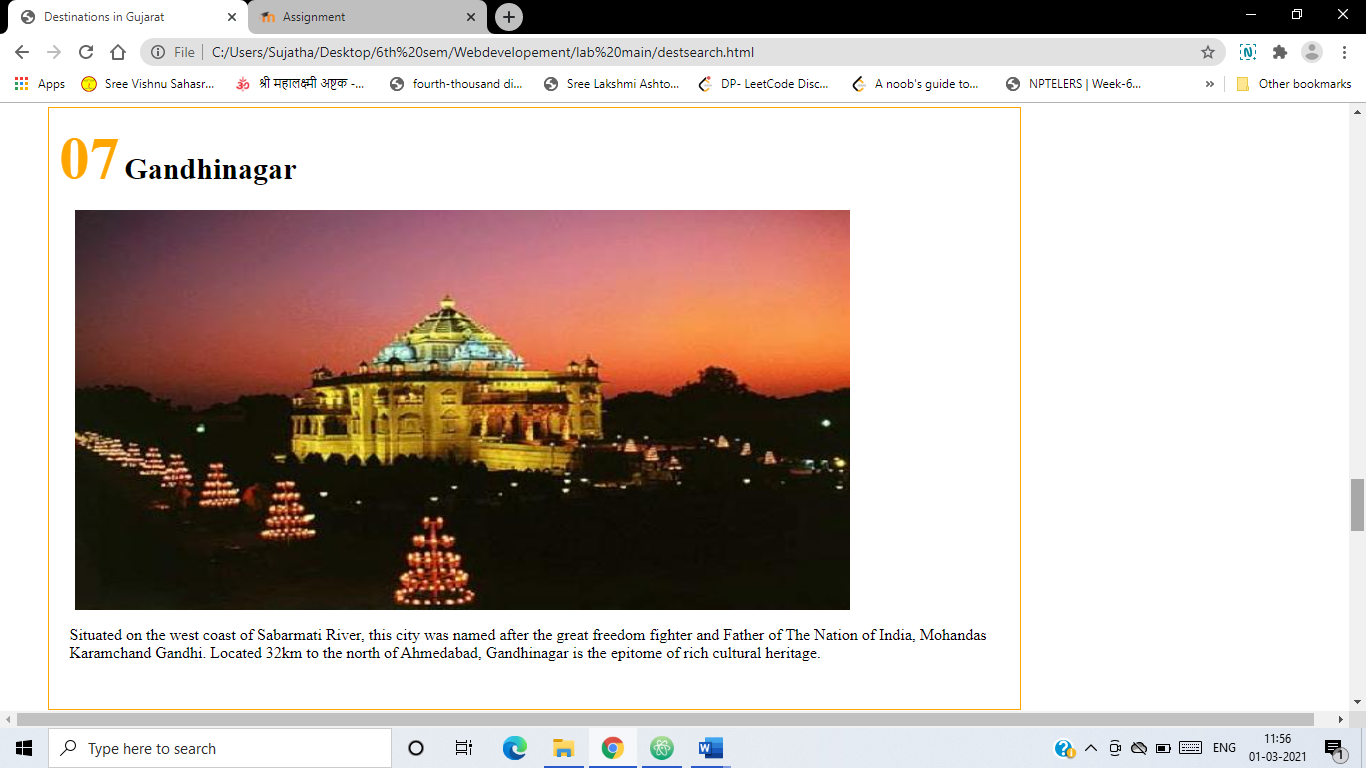 Destinations in Gujarat
Assignment
File
C:/Users/Sujatha/Desktop/6th%20sem/Webdevelopement/lab%20main/destsearch.html
Apps
Sree Vishnu Sahasr...
श्री महालक्ष्मी अष्टक -...
fourth-thousand di...
Sree Lakshmi Ashto...
DP- LeetCode Disc...
A noob's guide to...
NPTELERS | Week-6...
»
Other bookmarks
07 Gandhinagar
Situated on the west coast of Sabarmati River, this city was named after the great freedom fighter and Father of The Nation of India, Mohandas
Karamchand Gandhi. Located 32km to the north of Ahmedabad, Gandhinagar is the epitome of rich cultural heritage.
Type here to search
ENG
11:56
01-03-2021
1